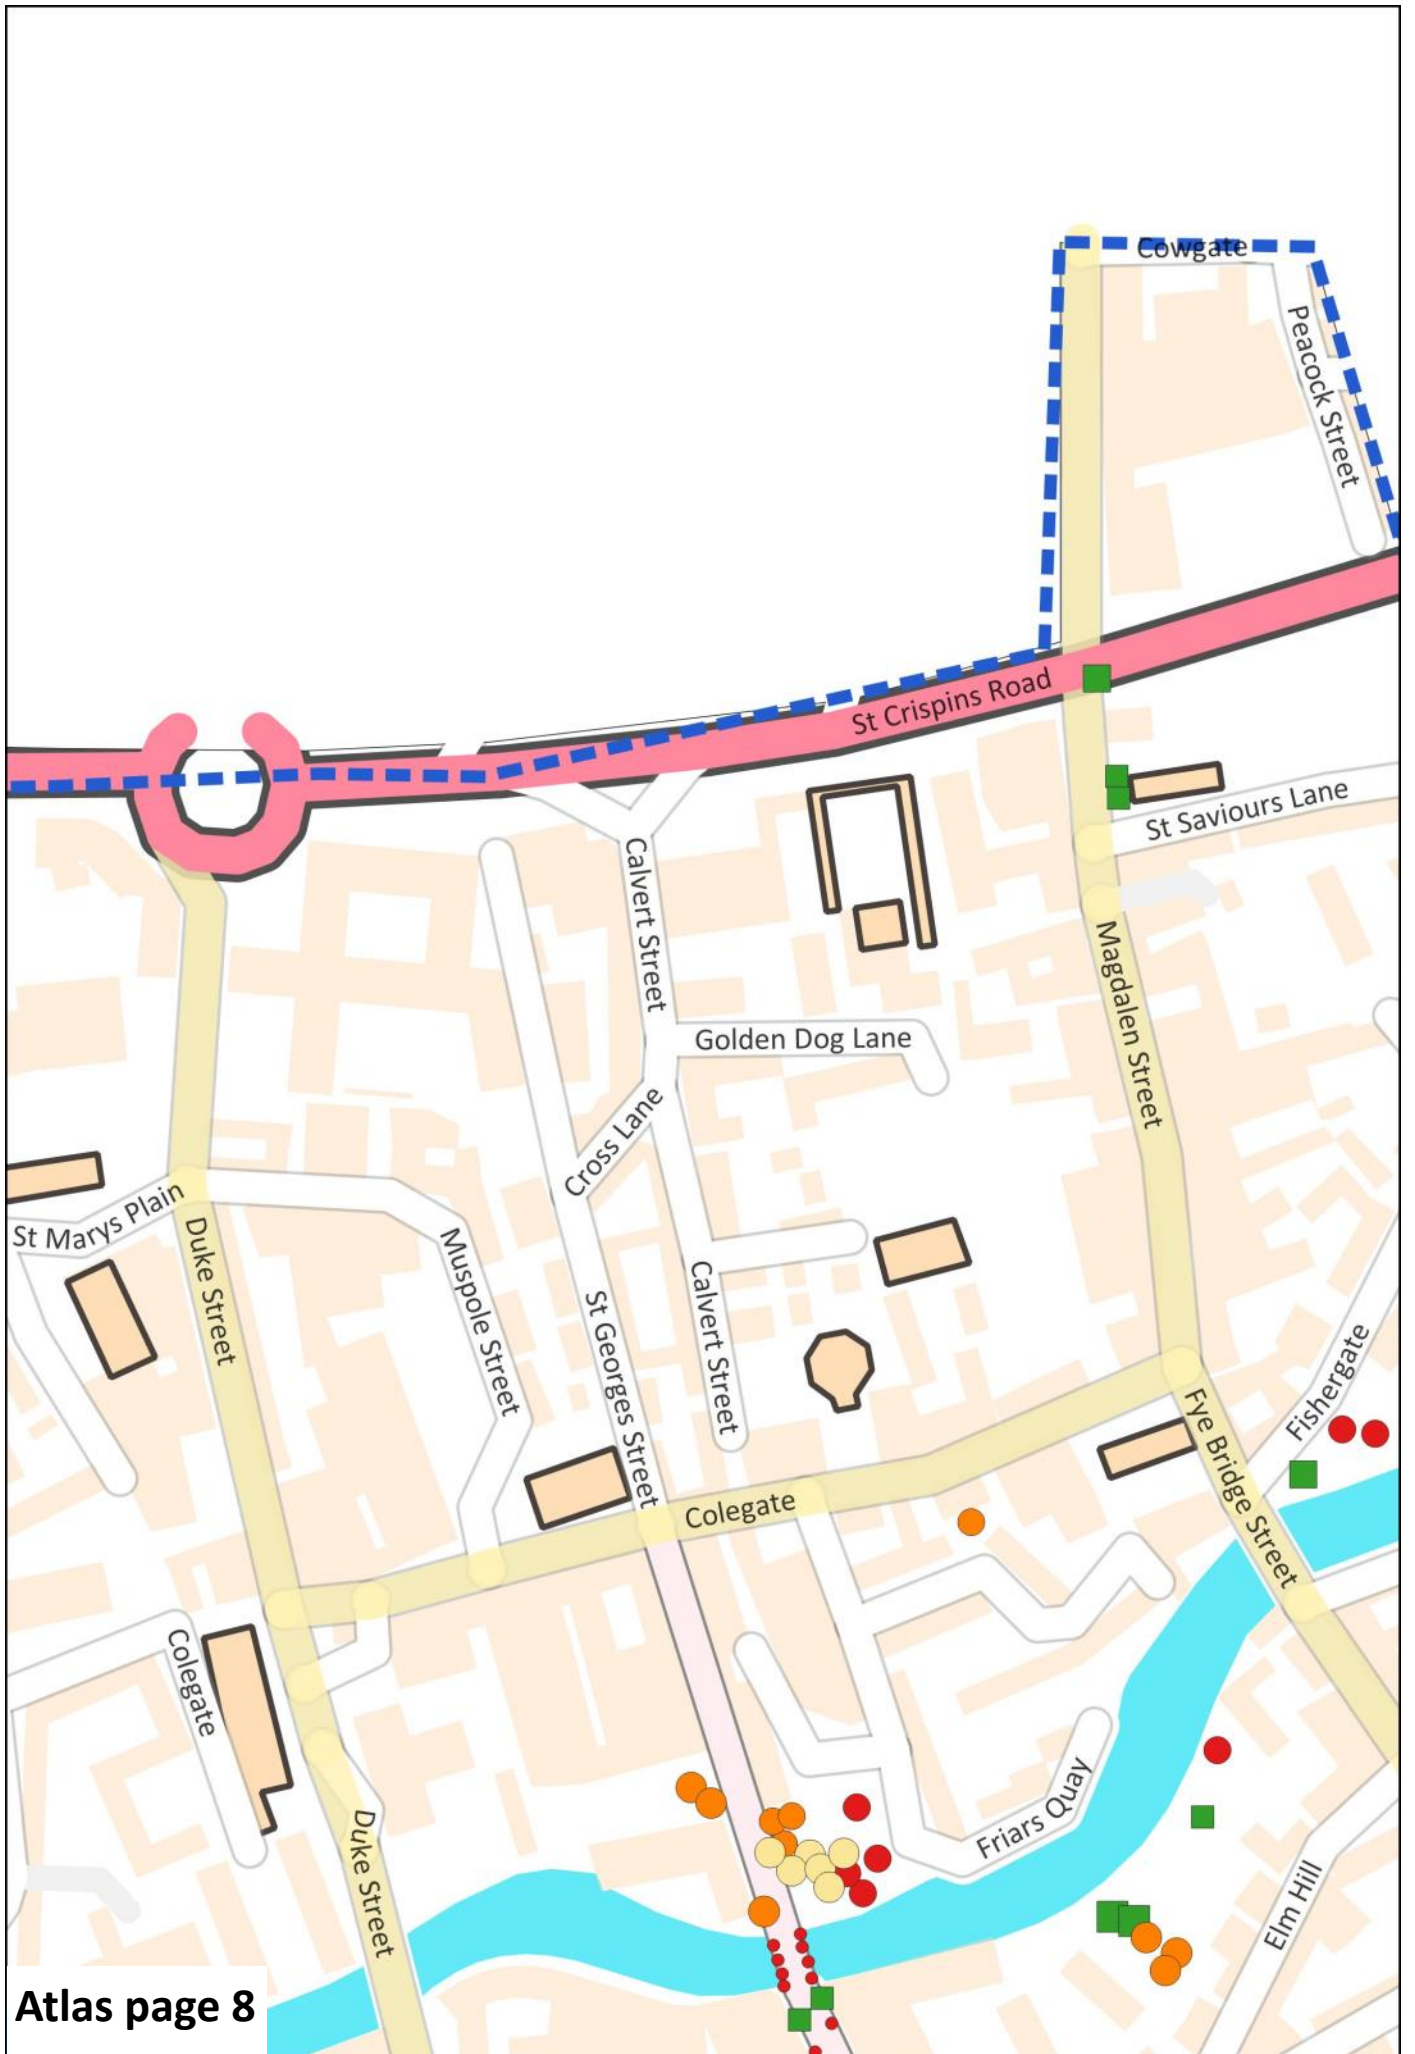 Cowgate
Peacock Street
St Crispins Road
St Saviours Lane
Calvert Street
Magdalen Street
Golden Dog Lane
Cross Lane
St Marys Plain
Duke Street
Muspole Street
St Georges Street
Calvert Street
Fishergate
Fye Bridge Street
Colegate
Colegate
Friars Quay
Duke Street
Elm Hill
Atlas page 8